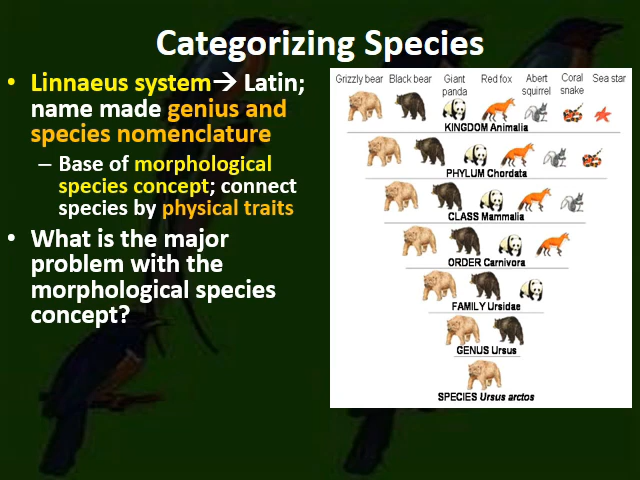 Categorizing Species
• Linnaeus system→ Latin;
name made genius and
species nomenclature
– Base of morphological
species concept; connect
species by physical traits
• What is the major
problem with the
morphological species
concept?
Grizzly bear Black bear Giant panda Red fox Abert squirrel Coral snake Sea star
KINGDOM Animalia
PHYLUM Chordata
CLASS Mammalia
ORDER Carnivora
FAMILY Ursidae
GENUS Ursus
SPECIES Ursus arctos